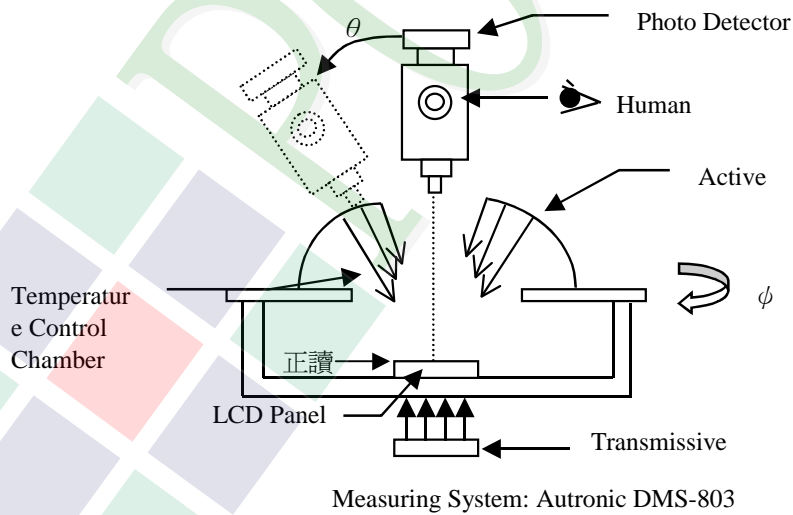 Photo Detector
θ
Human
Active
Temperatur
e Control
Chamber
φ
正讀
LCD Panel
Transmissive
Measuring System: Autronic DMS-803